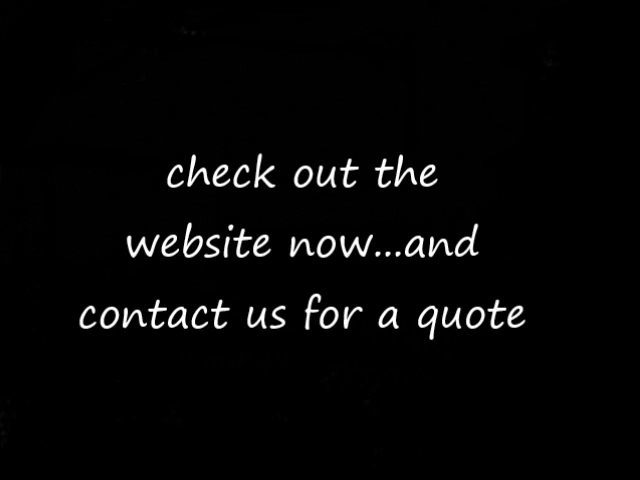 check out the
website now...and
contact us for a quote